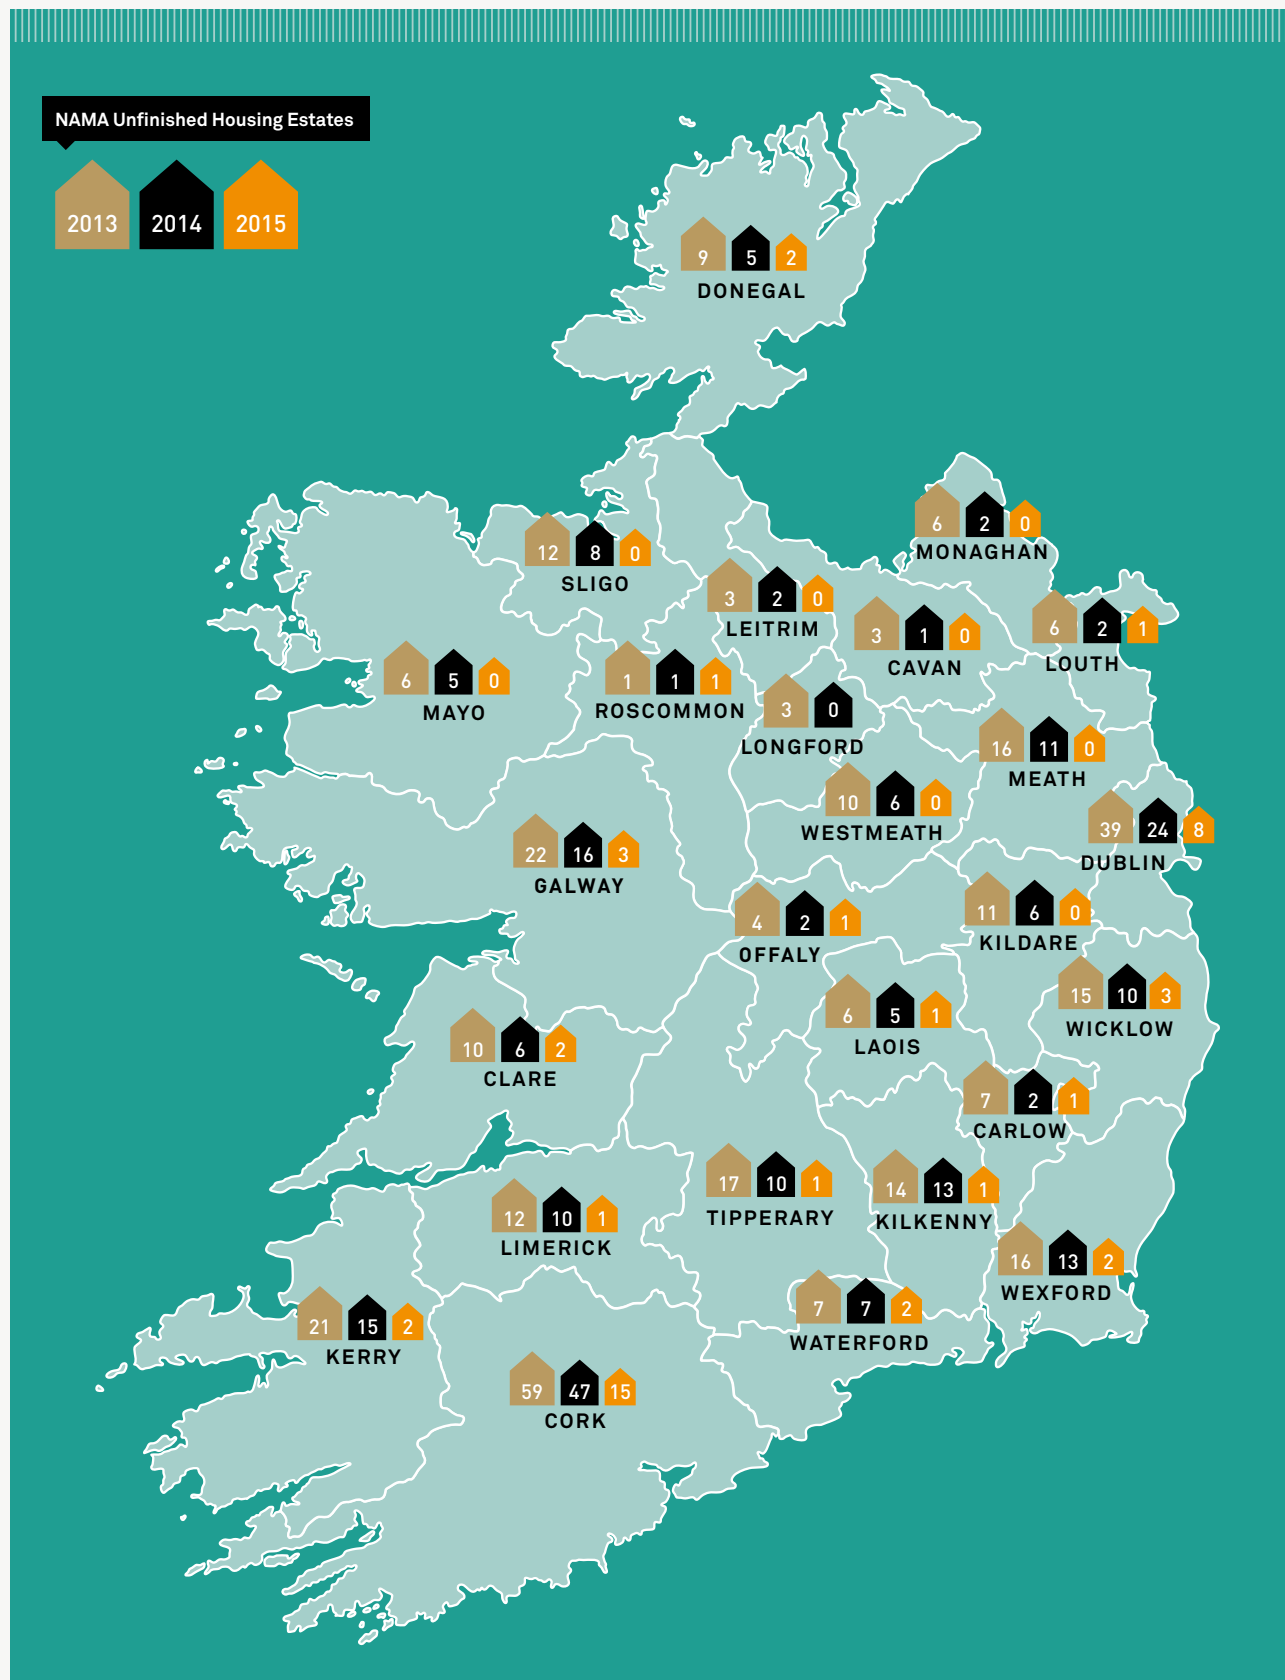 NAMA Unfinished Housing Estates
2013 2014 2015
9 5 2
DONEGAL
6 2 0
MONAGHAN
12 8 0
SLIGO
3 2 0
LEITRIM
3 1 0
CAVAN
6 2 1
LOUTH
6 5 0
MAYO
1 1 1
ROSCOMMON
3 0
LONGFORD
16 11 0
MEATH
10 6 0
WESTMEATH
39 24 8
DUBLIN
22 16 3
GALWAY
4 2 1
OFFALY
11 6 0
KILDARE
15 10 3
WICKLOW
6 5 1
LAOIS
10 6 2
CLARE
7 2 1
CARLOW
17 10 1
TIPPERARY
14 13 1
KILKENNY
12 10 1
LIMERICK
16 13 2
WEXFORD
7 7 2
WATERFORD
21 15 2
KERRY
59 47 15
CORK